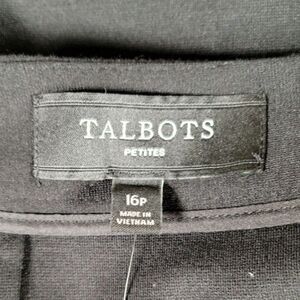 TALBOTS
PETITES
16P
MADE IN
VIETNAM